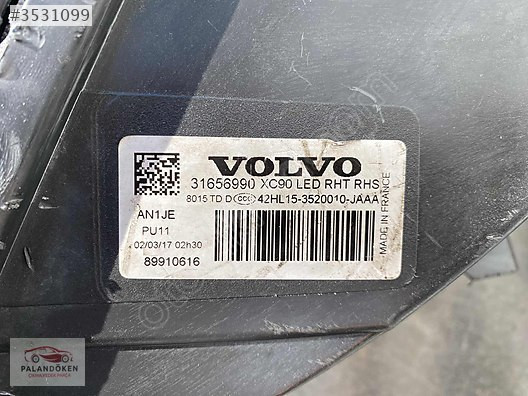 #3531099
VOLVO
31656990 XC90 LED RHT RHS
8015 TD D CCC 42HL15-3520010-JAAA
AN1JE
PU11
02/03/17 02h30
89910616
MADE IN FRANCE
PALANDÖKEN